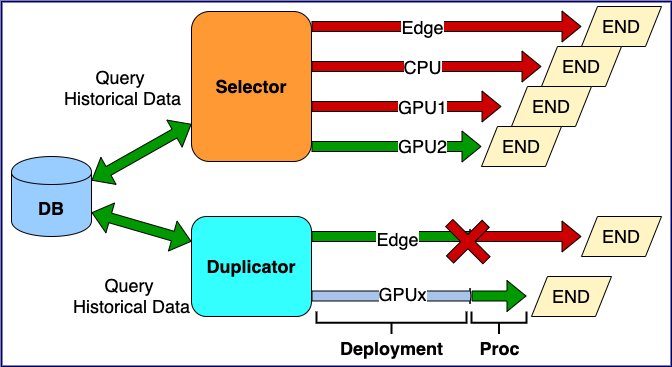 Edge
END
Query
Historical Data
CPU
END
Selector
GPU1
END
GPU2
END
DB
Edge
END
Duplicator
Query
Historical Data
GPUx
END
Deployment
Proc